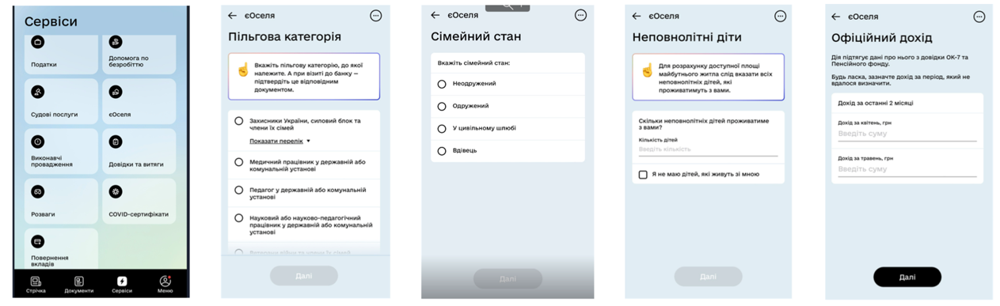 Сервіси
Податки
Допомога по
безробіттю
Судові послуги
єОселя
Виконавчі
провадження
Довідки та витяги
Розваги
COVID-сертифікати
Повернення
вкладів
Стрічка
Документи
Сервіси
Меню
єОселя
Пільгова категорія
Вкажіть пільгову категорію, до якої
належите. А при візиті до банку —
підтвердіть це відповідним
документом.
Захисники України, силовий блок та
члени їх сімей
Показати перелік
Медичний працівник у державній або
комунальній установі
Педагог у державній або комунальній
установі
Науковий або науково-педагогічний
працівник у державній або комунальній
установі
Далі
єОселя
Сімейний стан
Вкажіть сімейний стан:
Неодружений
Одружений
У цивільному шлюбі
Вдівець
Далі
єОселя
Неповнолітні діти
Для розрахунку доступної площі
майбутнього житла слід вказати всіх
неповнолітніх дітей, які
проживатимуть з вами.
Скільки неповнолітніх дітей проживатиме
з вами?
Кількість дітей
Введіть кількість
Я не маю дітей, які живуть зі мною
Далі
єОселя
Офіційний дохід
Дія підтягує дані про нього з довідки ОК-7 та
Пенсійного фонду.
Будь ласка, зазначте дохід за період, який не
вдалося визначити.
Дохід за останні 2 місяці
Дохід за квітень, грн
Введіть суму
Дохід за травень, грн
Введіть суму
Далі